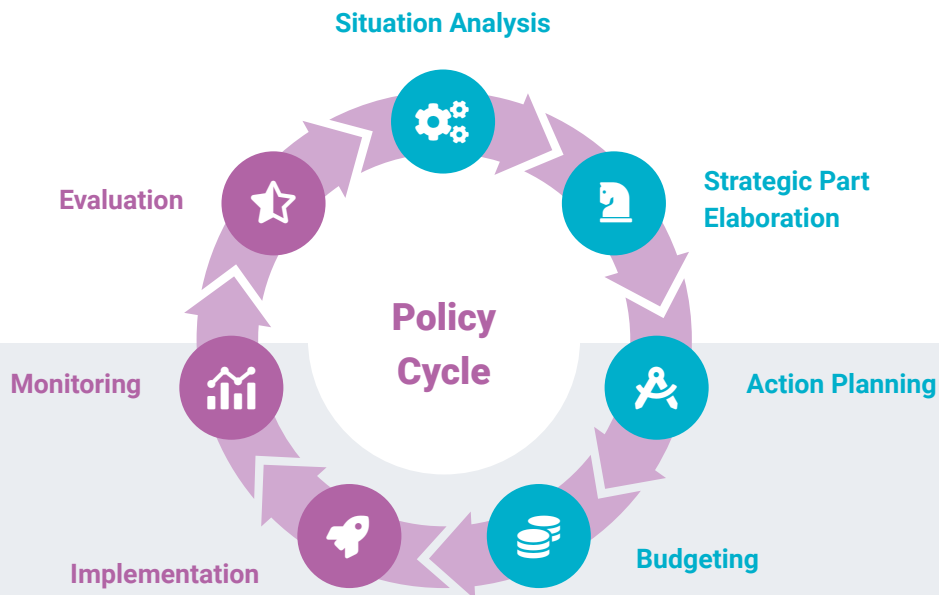 Situation Analysis
Strategic Part
Elaboration
Evaluation
Policy
Cycle
Monitoring
Action Planning
Budgeting
Implementation